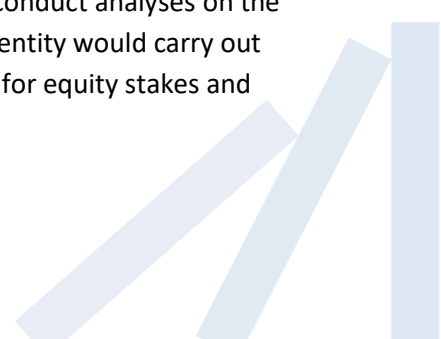 conduct analyses on the
entity would carry out
for equity stakes and